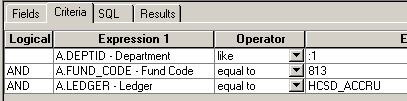 Fields Criteria SQL Results
Logical Expression 1 Operator E
A.DEPTID - Department like :1
AND A.FUND_CODE - Fund Code equal to 813
AND A.LEDGER - Ledger equal to HCSD_ACCRU